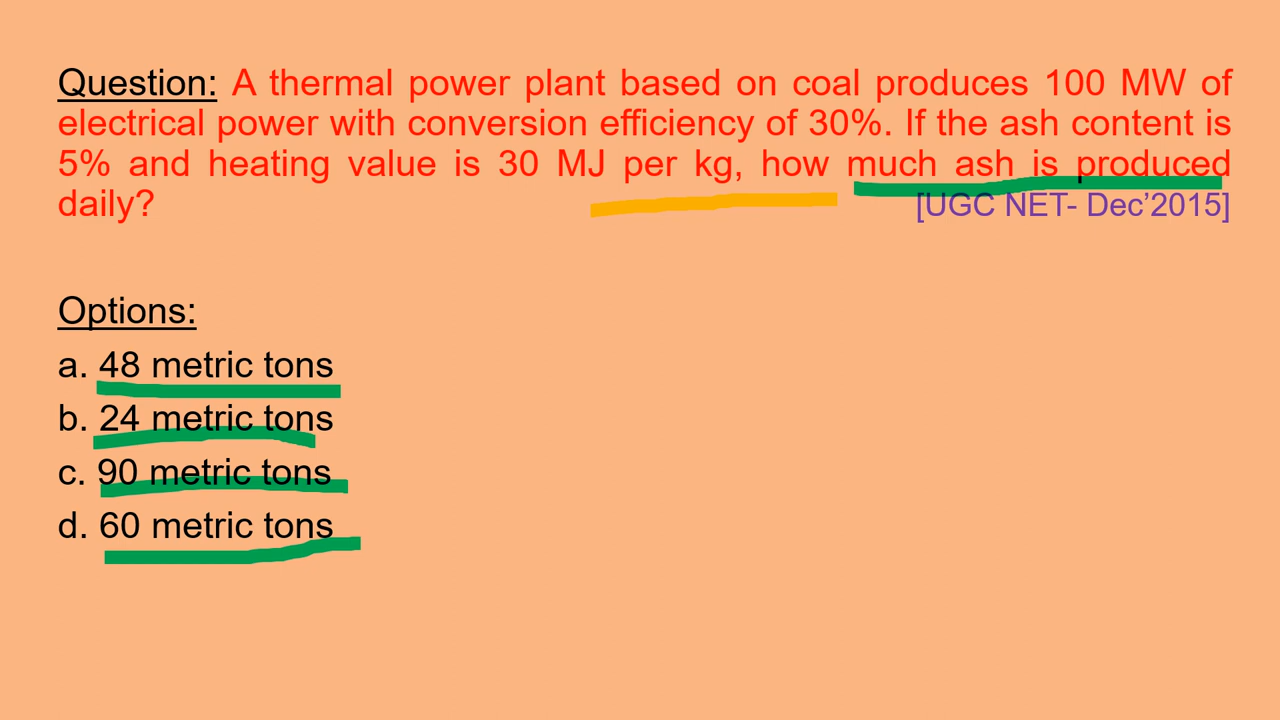 Question: A thermal power plant based on coal produces 100 MW of
electrical power with conversion efficiency of 30%. If the ash content is
5% and heating value is 30 MJ per kg, how much ash is produced
daily? [UGC NET- Dec’2015]
Options:
a. 48 metric tons
b. 24 metric tons
c. 90 metric tons
d. 60 metric tons